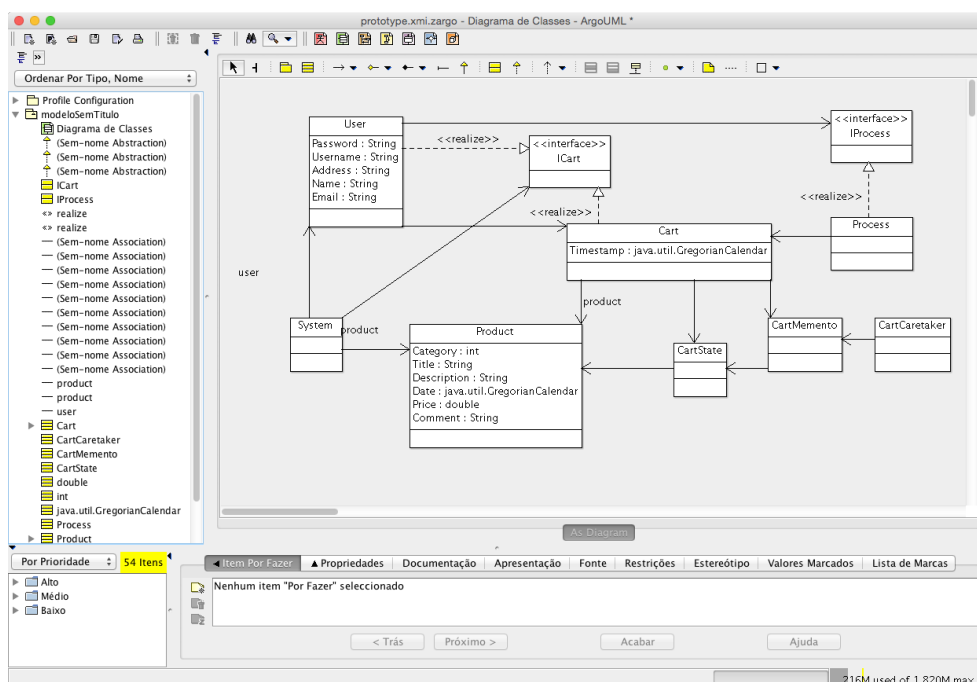 prototype.xmi.zargo - Diagrama de Classes - ArgoUML *
Ordenar Por Tipo, Nome
Profile Configuration
modeloSemTitulo
Diagrama de Classes
(Sem-nome Abstraction)
(Sem-nome Abstraction)
(Sem-nome Abstraction)
ICart
IProcess
«» realize
«» realize
(Sem-nome Association)
(Sem-nome Association)
(Sem-nome Association)
(Sem-nome Association)
(Sem-nome Association)
(Sem-nome Association)
(Sem-nome Association)
(Sem-nome Association)
(Sem-nome Association)
(Sem-nome Association)
product
product
user
Cart
CartCaretaker
CartMemento
CartState
double
int
java.util.GregorianCalendar
Process
Product
User
Password : String
Username : String
Address : String
Name : String
Email : String
<<realize>>
<<interface>>
ICart
<<interface>>
IProcess
<<realize>>
<<realize>>
Cart
Timestamp : java.util.GregorianCalendar
Process
user
product
System
product
Product
Category : int
Title : String
Description : String
Date : java.util.GregorianCalendar
Price : double
Comment : String
CartState
CartMemento
CartCaretaker
As Diagram
Por Prioridade
54 Itens
Alto
Médio
Baixo
Item Por Fazer
Propriedades
Documentação
Apresentação
Fonte
Restrições
Estereótipo
Valores Marcados
Lista de Marcas
Nenhum item "Por Fazer" seleccionado
< Trás
Próximo >
Acabar
Ajuda
216M used of 1.820M max